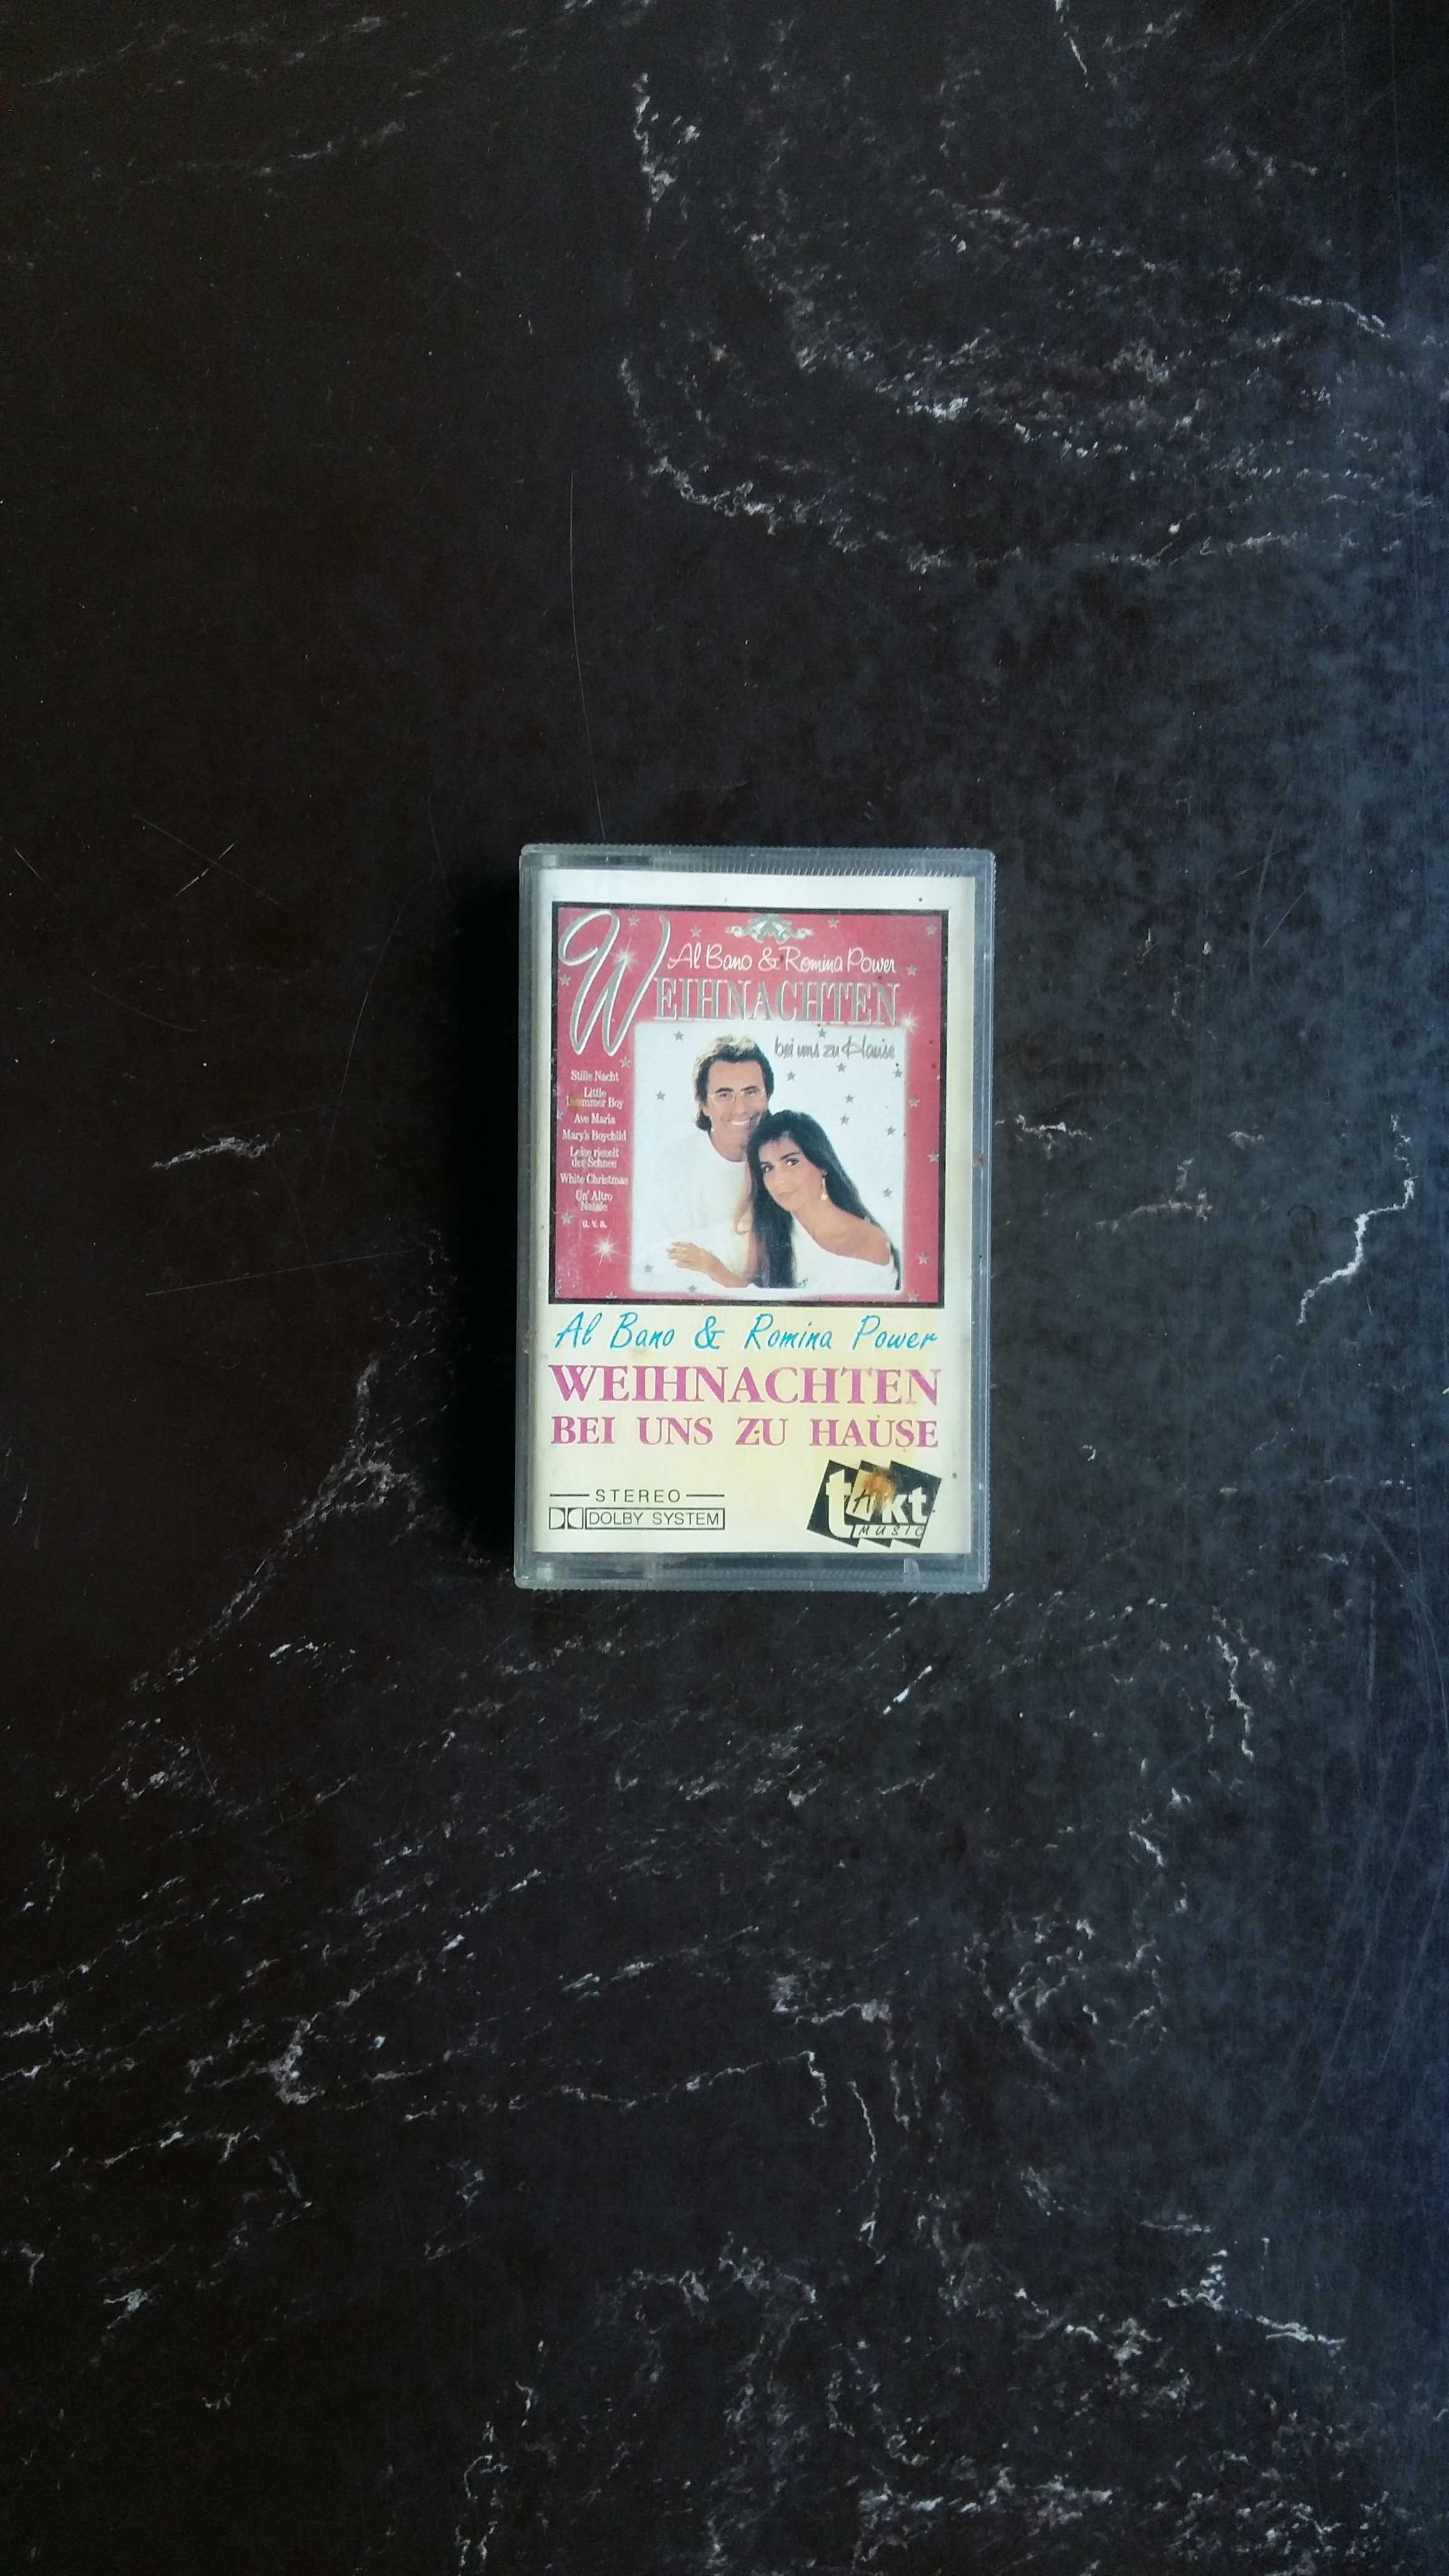 Al Bano & Romina Power
WEIHNACHTEN
bei uns zu Hause
Stille Nacht
Little
Drummer Boy
Ave Maria
Mary's Boychild
Leise rieselt
der Schnee
White Christmas
Un' Altro
Natale
u. v. a.
Al Bano & Romina Power
WEIHNACHTEN
BEI UNS ZU HAUSE
STEREO
DOLBY SYSTEM
takt
MUSIC